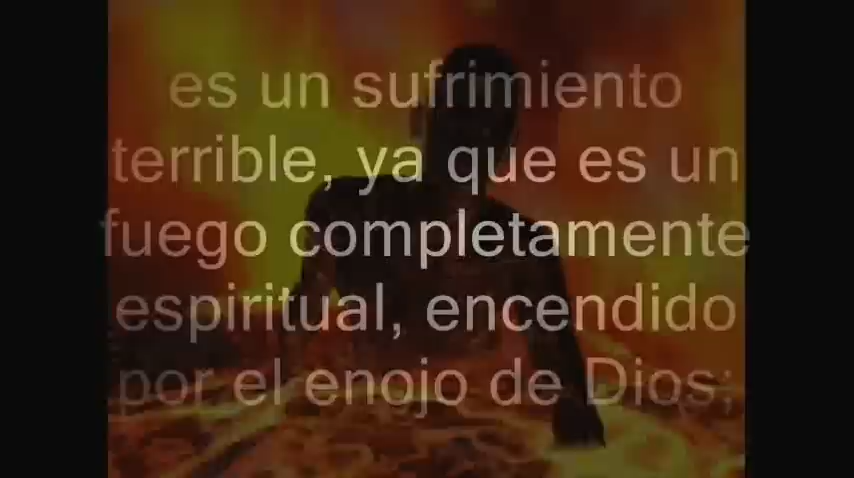 es un sufrimiento
terrible, ya que es un
fuego completamente
espiritual, encendido
por el enojo de Dios;